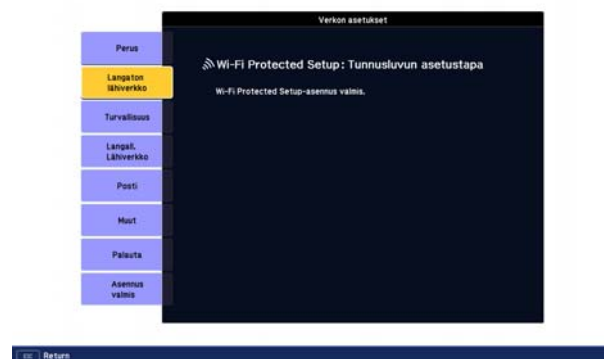 Verkon asetukset
Perus
Langaton
lähiverkko
Turvallisuus
Langall.
Lähiverkko
Posti
Muut
Palauta
Asennus
valmis
Wi-Fi Protected Setup: Tunnusluvun asetustapa
Wi-Fi Protected Setup-asennus valmis.
ESC Return